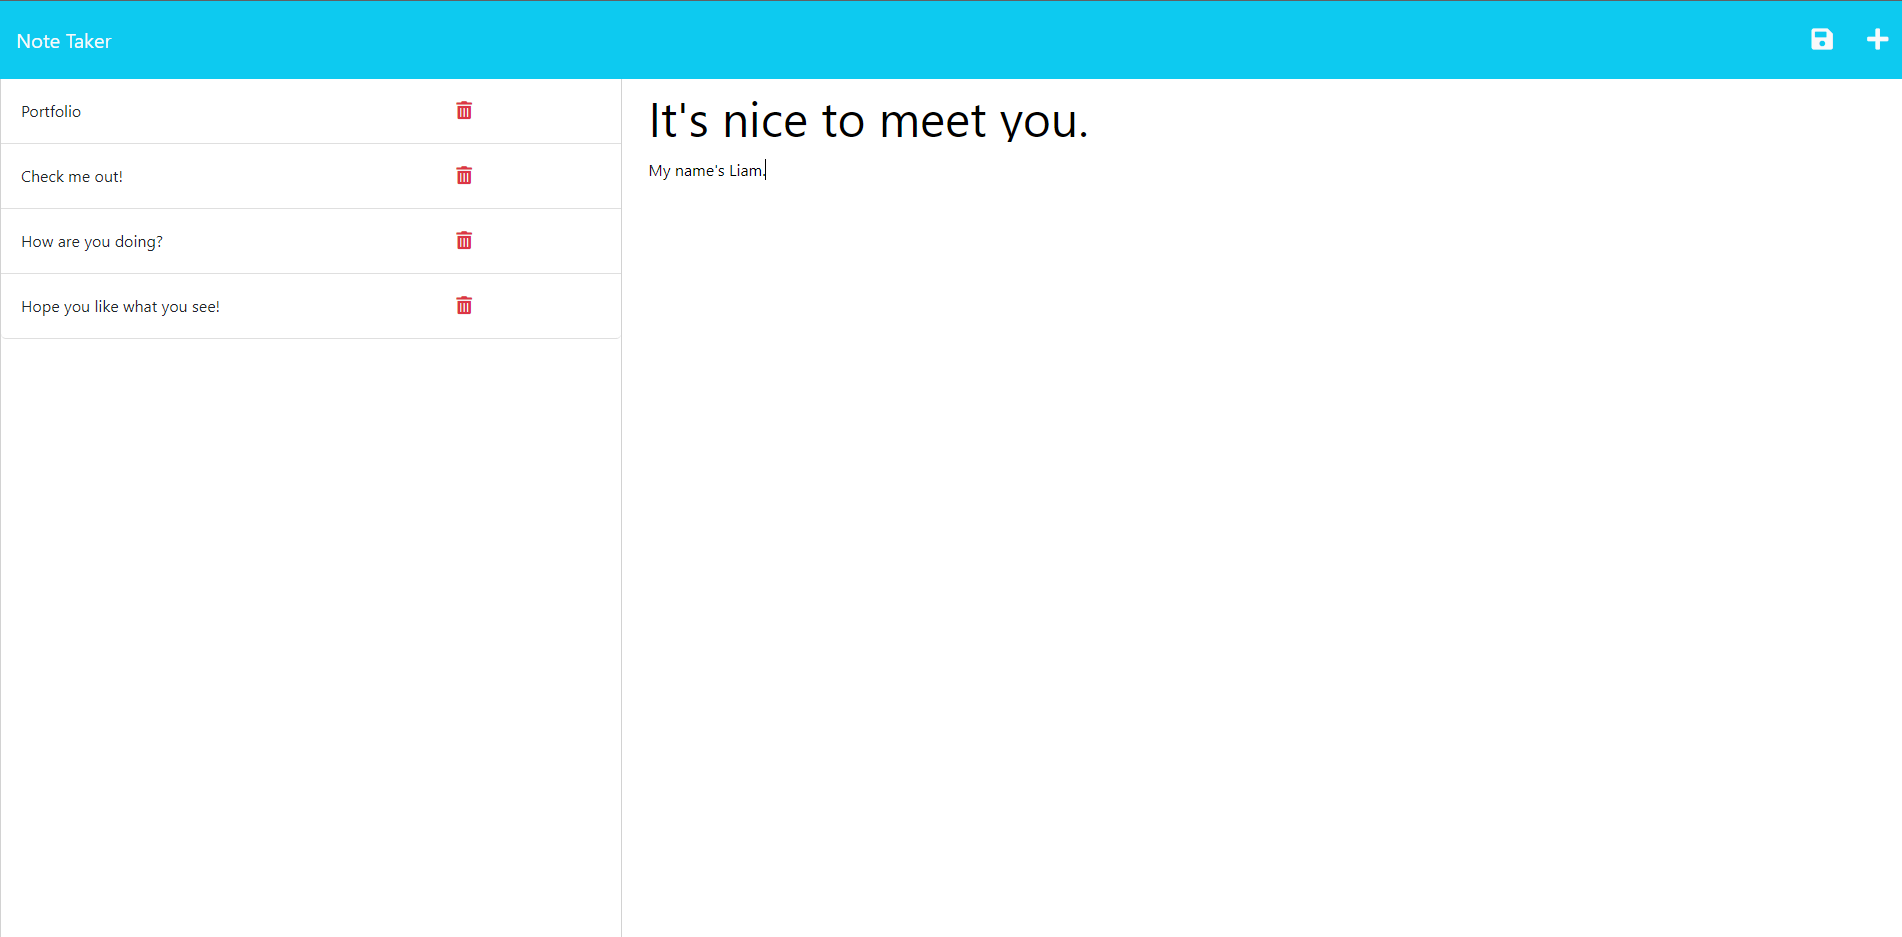 Note Taker
Portfolio
Check me out!
How are you doing?
Hope you like what you see!
It's nice to meet you.
My name's Liam.